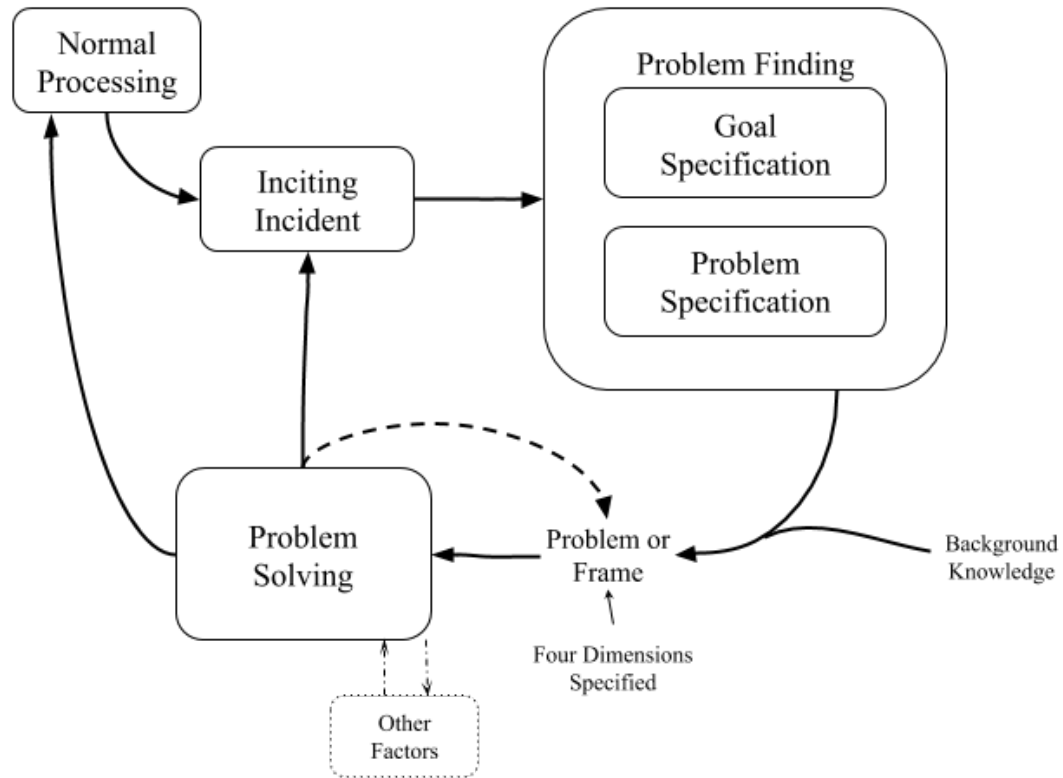 Normal
Processing
Problem Finding
Goal
Specification
Inciting
Incident
Problem
Specification
Problem
Solving
Problem or
Frame
Background
Knowledge
Four Dimensions
Specified
Other
Factors